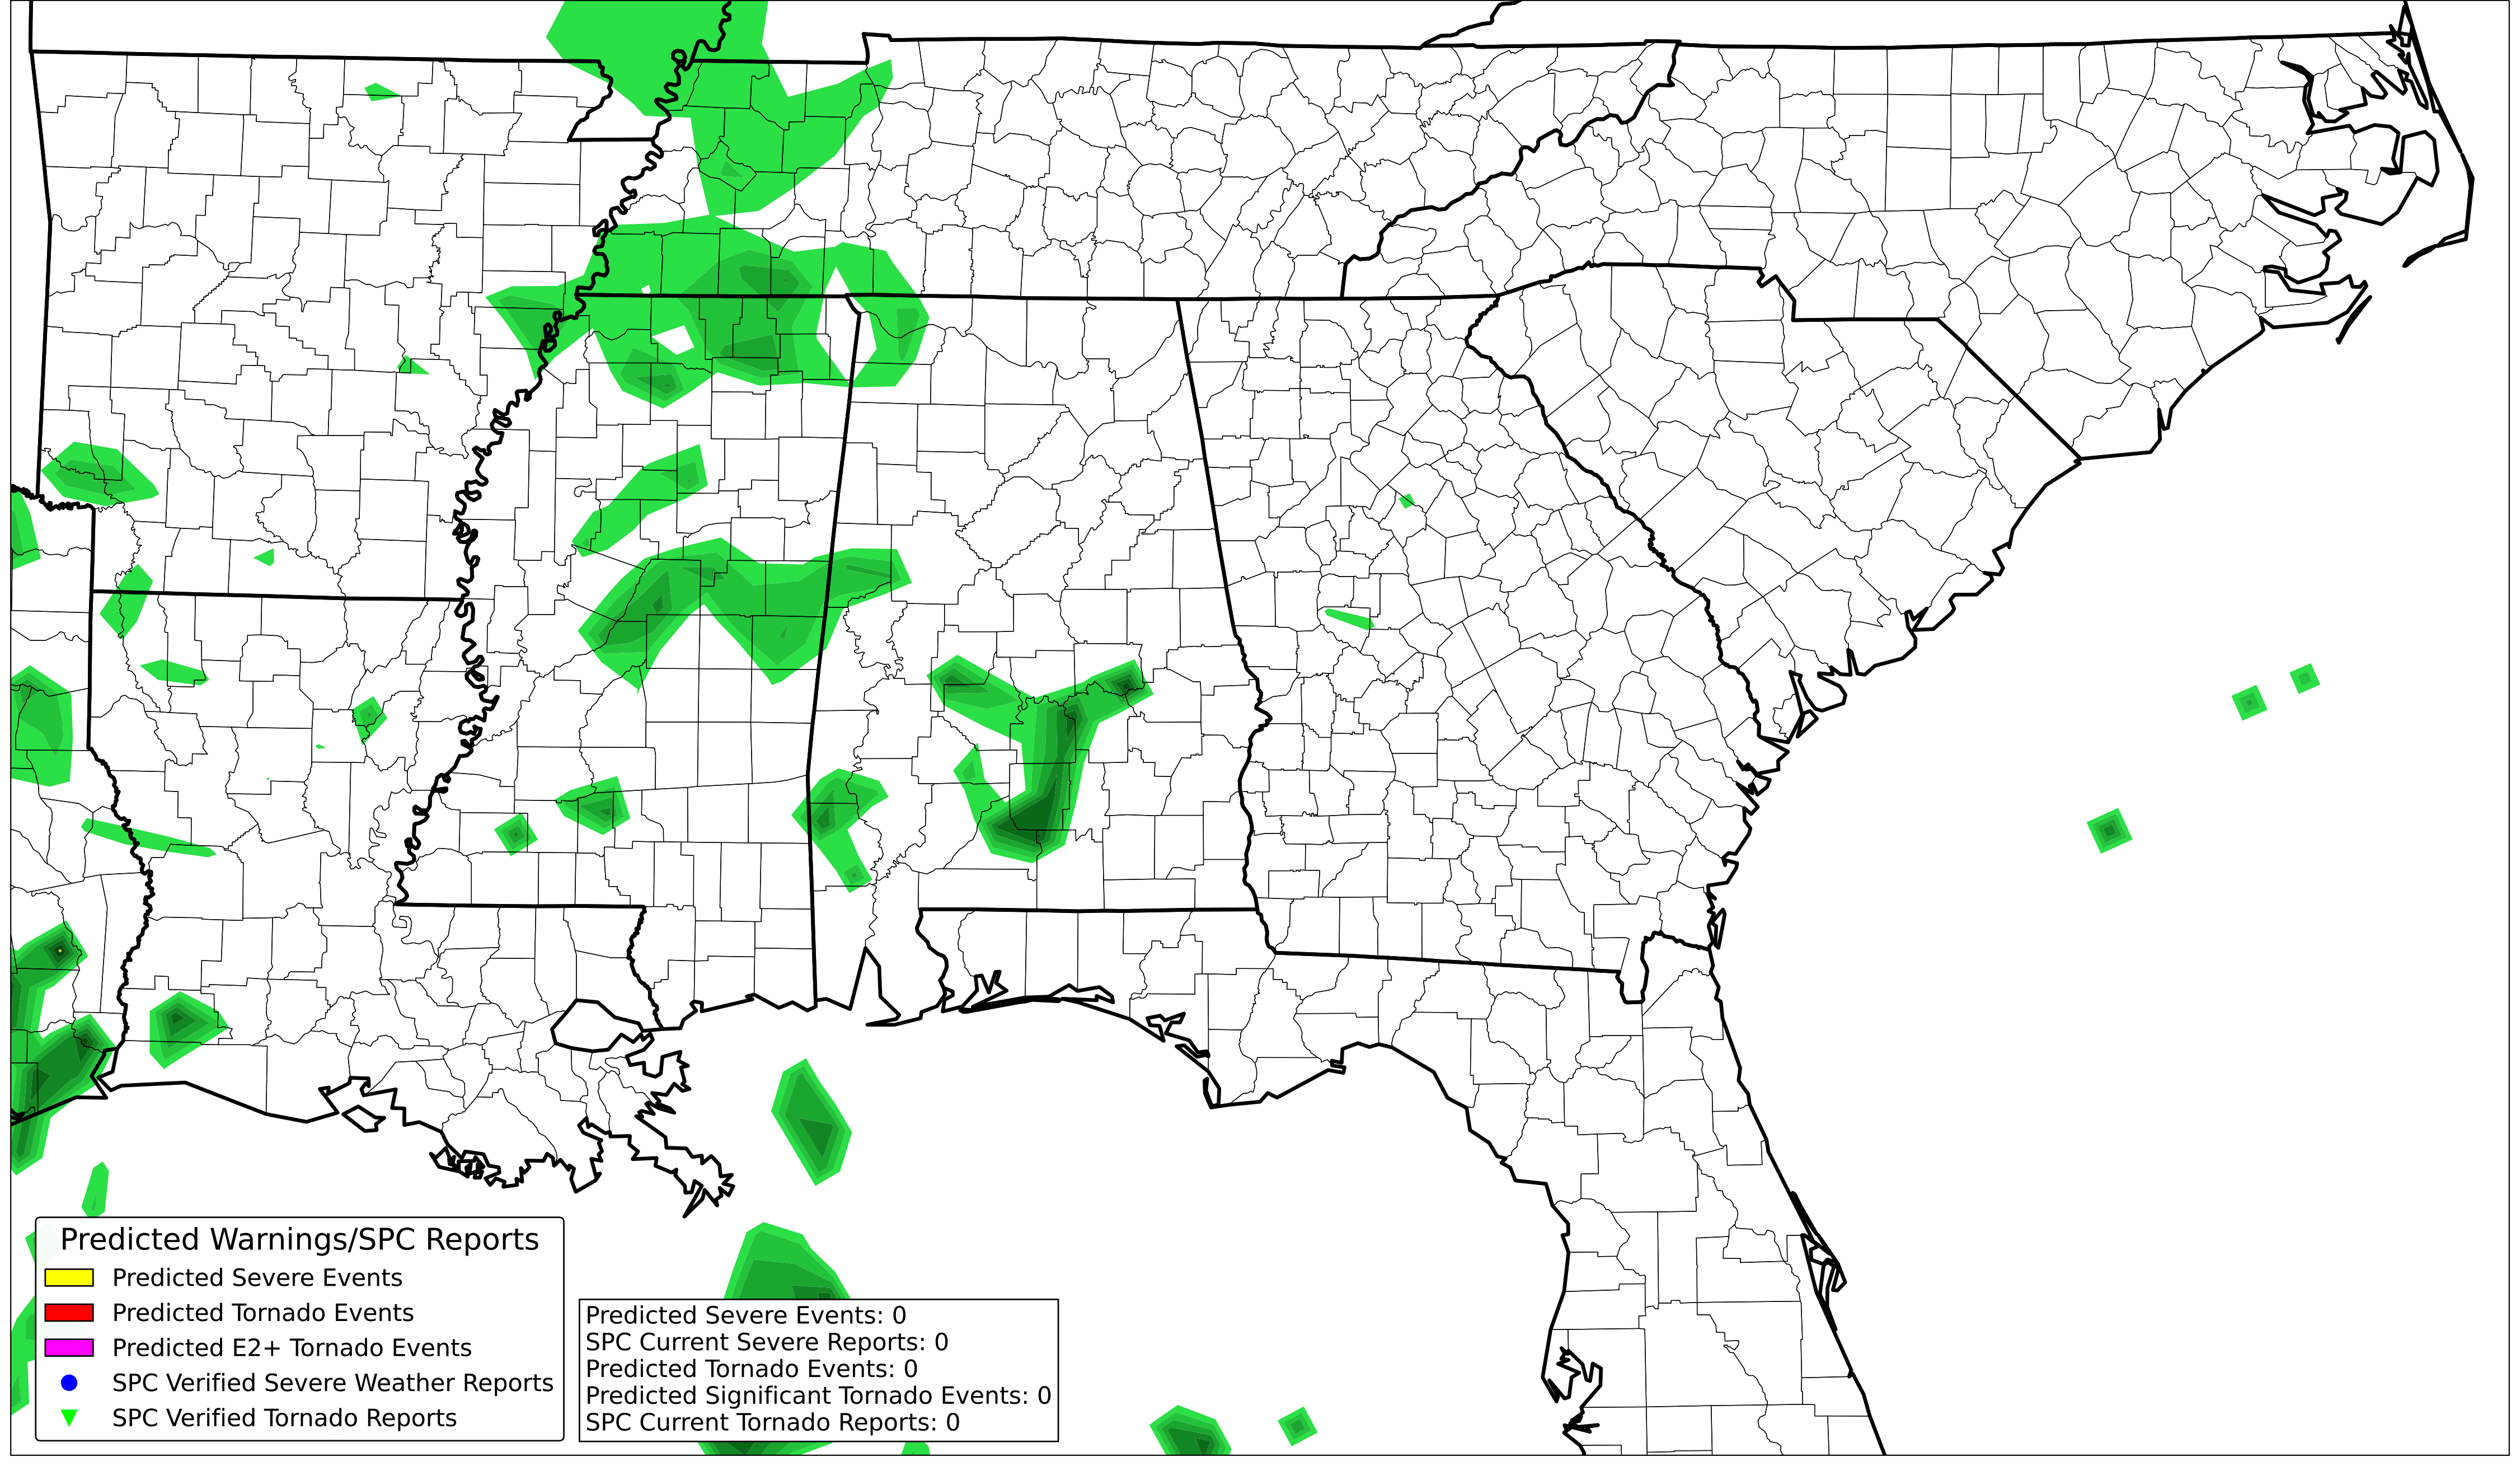 Predicted Warnings/SPC Reports
Predicted Severe Events
Predicted Tornado Events
Predicted E2+ Tornado Events
SPC Verified Severe Weather Reports
SPC Verified Tornado Reports
Predicted Severe Events: 0
SPC Current Severe Reports: 0
Predicted Tornado Events: 0
Predicted Significant Tornado Events: 0
SPC Current Tornado Reports: 0